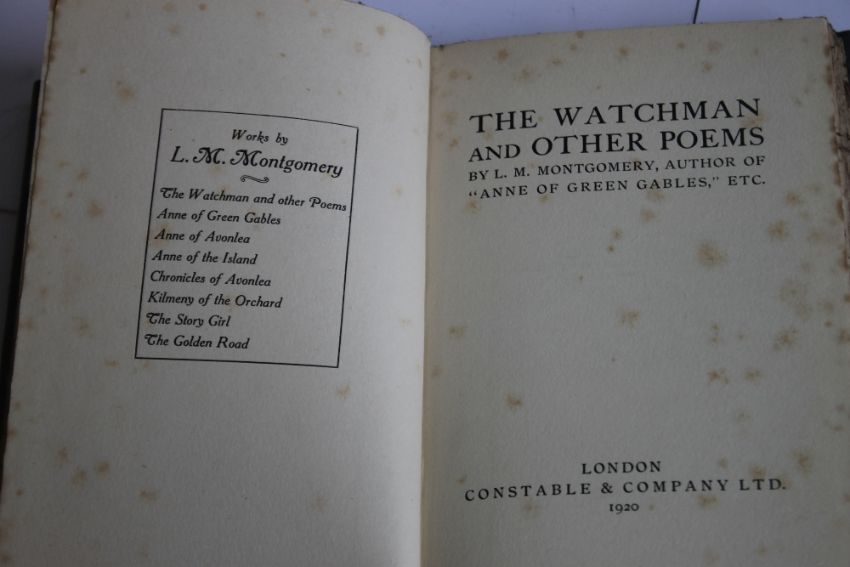 Works by
L. M. Montgomery
The Watchman and other Poems
Anne of Green Gables
Anne of Avonlea
Anne of the Island
Chronicles of Avonlea
Kilmeny of the Orchard
The Story Girl
The Golden Road
THE WATCHMAN
AND OTHER POEMS
BY L. M. MONTGOMERY, AUTHOR OF
“ANNE OF GREEN GABLES,” ETC.
LONDON
CONSTABLE & COMPANY LTD.
1920